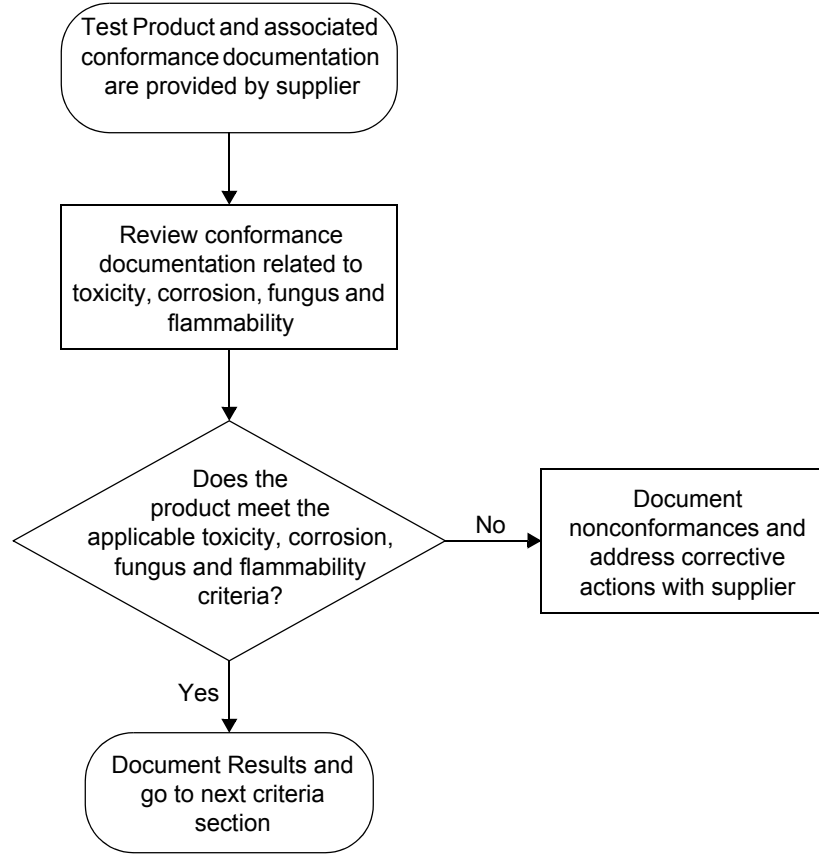 Test Product and associated
conformance documentation
are provided by supplier
Review conformance
documentation related to
toxicity, corrosion, fungus and
flammability
Does the
product meet the
applicable toxicity, corrosion,
fungus and flammability
criteria?
No
Document
nonconformances and
address corrective
actions with supplier
Yes
Document Results and
go to next criteria
section